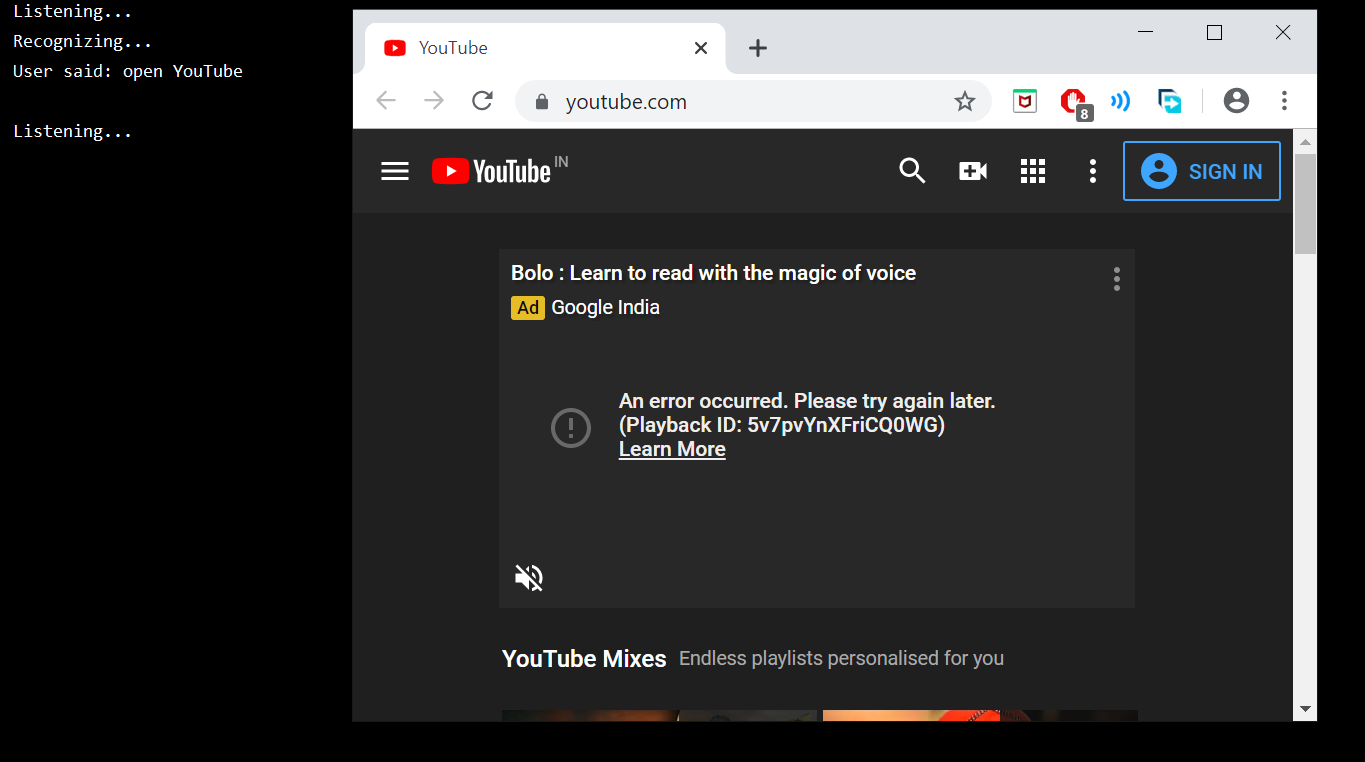 Listening...
Recognizing...
User said: open YouTube
Listening...
YouTube
youtube.com
8
YouTube IN
SIGN IN
Bolo : Learn to read with the magic of voice
Ad Google India
An error occurred. Please try again later.
(Playback ID: 5v7pvYnXFriCQ0WG)
Learn More
YouTube Mixes Endless playlists personalised for you